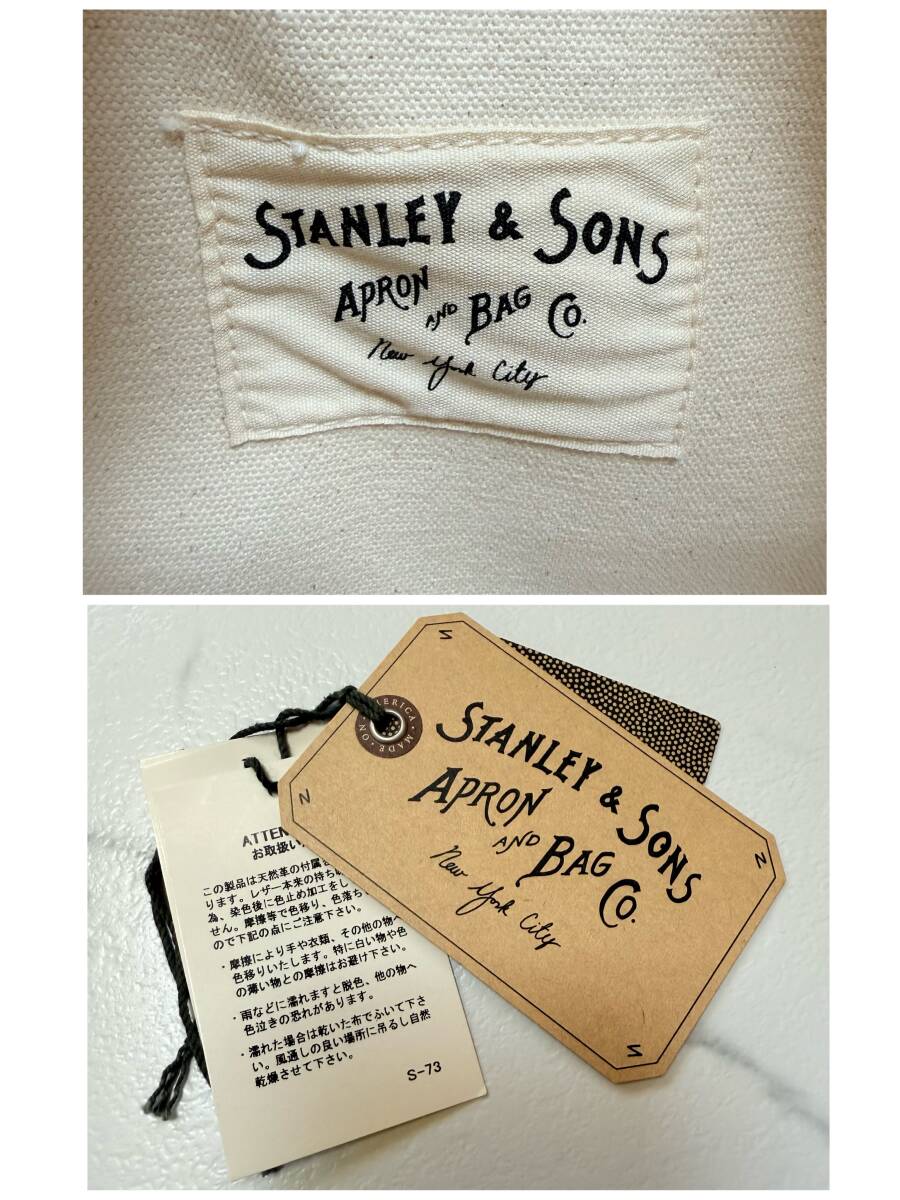 STANLEY & SONS
APRON AND BAG CO.
New York City
S
AMERICA · MADE · ON
STANLEY & SONS
APRON AND BAG CO.
New York City
N
N
S
お取扱い
この製品は天然革の付属
ります。レザー本来の持ち
為、染色後に色止め加工をし
せん。摩擦等で色移り、色落ち
ので下記の点にご注意下さい。
・摩擦により手や衣類、その他の物へ
色移りいたします。特に白い物や色
の薄い物との摩擦はお避け下さい。
・雨などに濡れますと脱色、他の物へ
色泣きの恐れがあります。
・濡れた場合は乾いた布でふいて下さ
い。風通しの良い場所に吊るし自然
乾燥させて下さい。
S-73